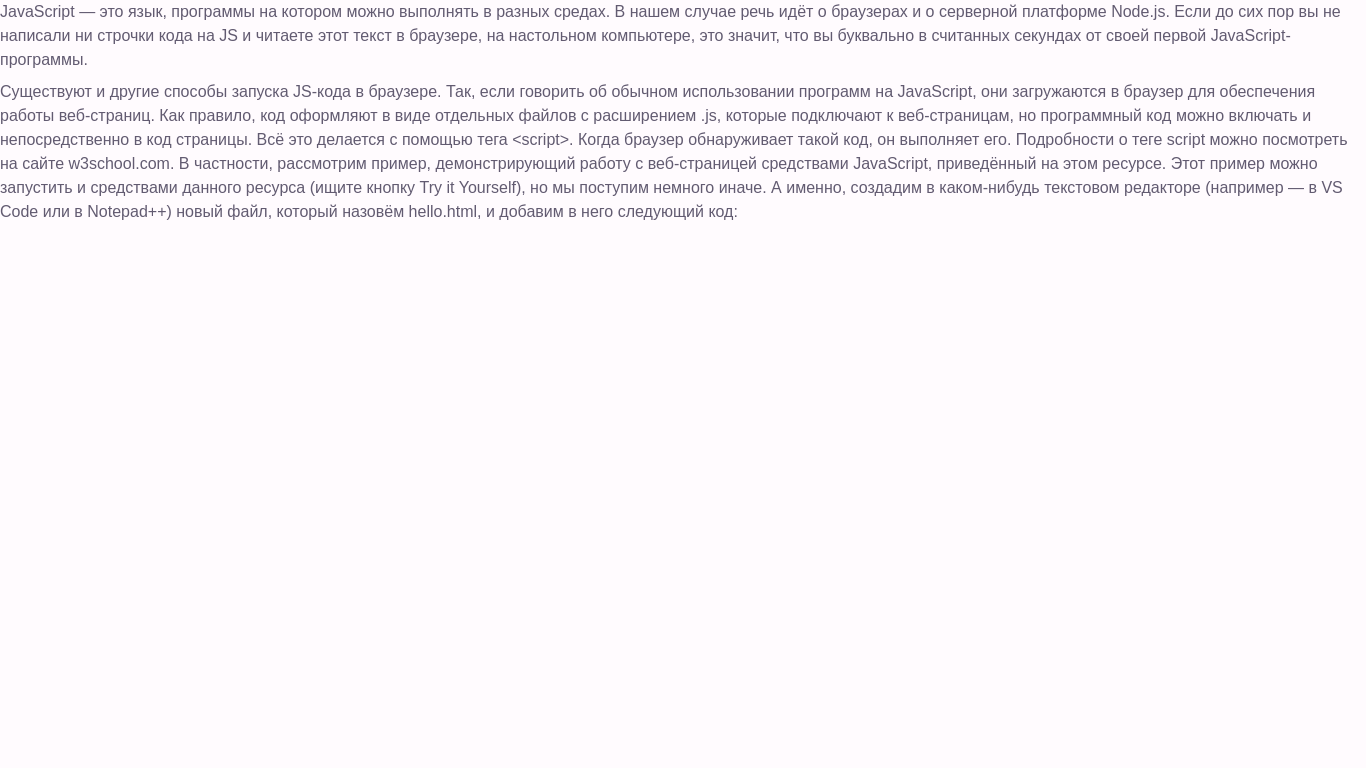 JavaScript — это язык, программы на котором можно выполнять в разных средах. В нашем случае речь идёт о браузерах и о серверной платформе Node.js. Если до сих пор вы не
написали ни строчки кода на JS и читаете этот текст в браузере, на настольном компьютере, это значит, что вы буквально в считанных секундах от своей первой JavaScript-
программы.
Существуют и другие способы запуска JS-кода в браузере. Так, если говорить об обычном использовании программ на JavaScript, они загружаются в браузер для обеспечения
работы веб-страниц. Как правило, код оформляют в виде отдельных файлов с расширением .js, которые подключают к веб-страницам, но программный код можно включать и
непосредственно в код страницы. Всё это делается с помощью тега <script>. Когда браузер обнаруживает такой код, он выполняет его. Подробности о теге script можно посмотреть
на сайте w3school.com. В частности, рассмотрим пример, демонстрирующий работу с веб-страницей средствами JavaScript, приведённый на этом ресурсе. Этот пример можно
запустить и средствами данного ресурса (ищите кнопку Try it Yourself), но мы поступим немного иначе. А именно, создадим в каком-нибудь текстовом редакторе (например — в VS
Code или в Notepad++) новый файл, который назовём hello.html, и добавим в него следующий код: